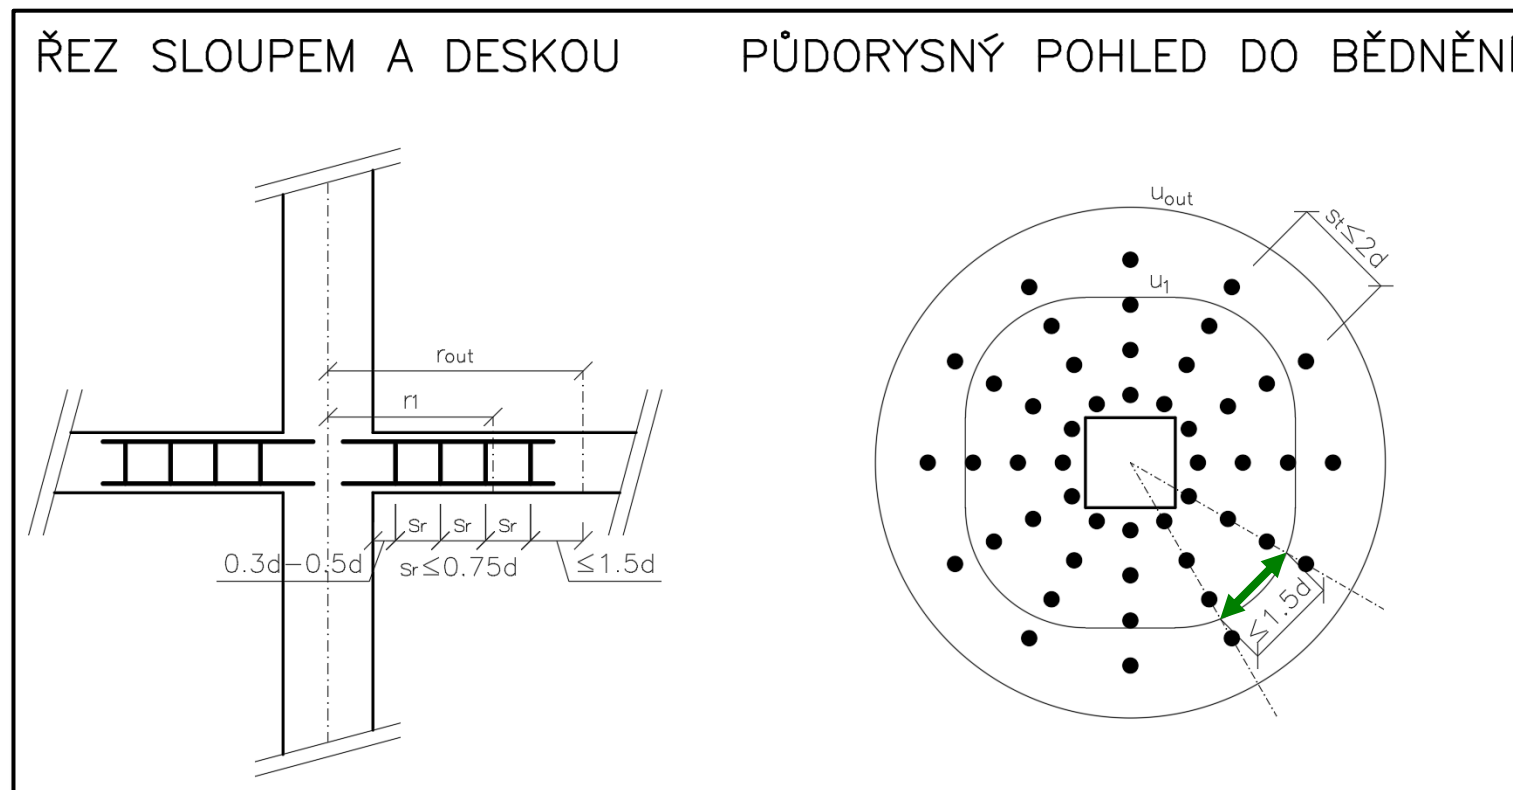 ŘEZ SLOUPEM A DESKOU
PŮDORYSNÝ POHLED DO BĚDNĚNÍ
uout
st≤2d
u1
rout
r1
sr sr sr
0.3d-0.5d
sr≤0.75d
≤1.5d
≤1.5d